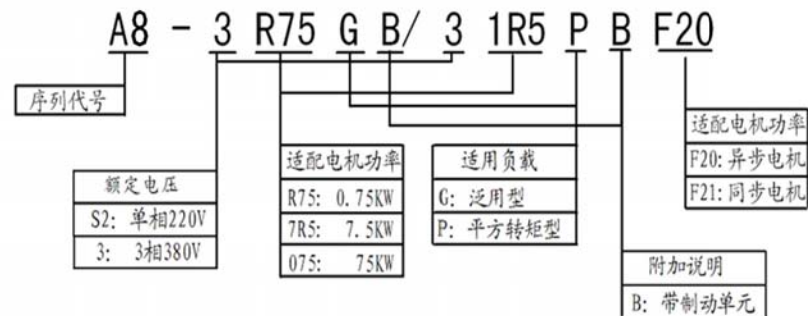 A8 - 3 R75 G B/ 3 1R5 P B F20
序列代号
额定电压
S2: 单相220V
3: 3相380V
适配电机功率
R75: 0.75KW
7R5: 7.5KW
075: 75KW
适用负载
G: 泛用型
P: 平方转矩型
适配电机功率
F20:异步电机
F21:同步电机
附加说明
B: 带制动单元